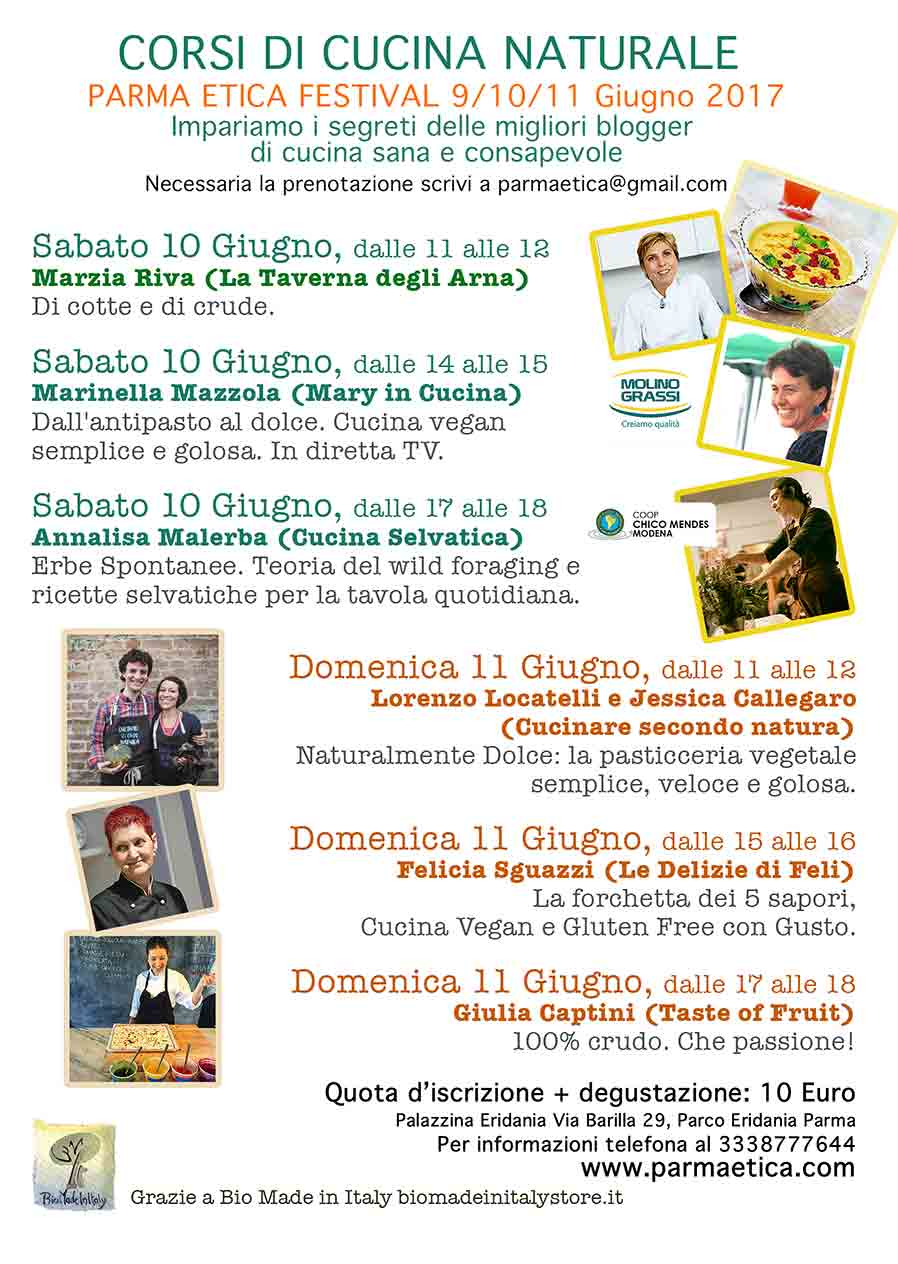 CORSI DI CUCINA NATURALE
PARMA ETICA FESTIVAL 9/10/11 Giugno 2017
Impariamo i segreti delle migliori blogger
di cucina sana e consapevole
Necessaria la prenotazione scrivi a parmaetica@gmail.com
Sabato 10 Giugno, dalle 11 alle 12
Marzia Riva (La Taverna degli Arna)
Di cotte e di crude.
Sabato 10 Giugno, dalle 14 alle 15
Marinella Mazzola (Mary in Cucina)
Dall'antipasto al dolce. Cucina vegan
semplice e golosa. In diretta TV.
MOLINO
GRASSI
Creiamo qualità
Sabato 10 Giugno, dalle 17 alle 18
Annalisa Malerba (Cucina Selvatica)
Erbe Spontanee. Teoria del wild foraging e
ricette selvatiche per la tavola quotidiana.
COOP
CHICO MENDES
MODENA
Domenica 11 Giugno, dalle 11 alle 12
Lorenzo Locatelli e Jessica Callegaro
(Cucinare secondo natura)
Naturalmente Dolce: la pasticceria vegetale
semplice, veloce e golosa.
Domenica 11 Giugno, dalle 15 alle 16
Felicia Sguazzi (Le Delizie di Feli)
La forchetta dei 5 sapori,
Cucina Vegan e Gluten Free con Gusto.
Domenica 11 Giugno, dalle 17 alle 18
Giulia Captini (Taste of Fruit)
100% crudo. Che passione!
Quota d'iscrizione + degustazione: 10 Euro
Palazzina Eridania Via Barilla 29, Parco Eridania Parma
Per informazioni telefona al 3338777644
www.parmaetica.com
BioMadeInItaly
Grazie a Bio Made in Italy biomadeinitalystore.it